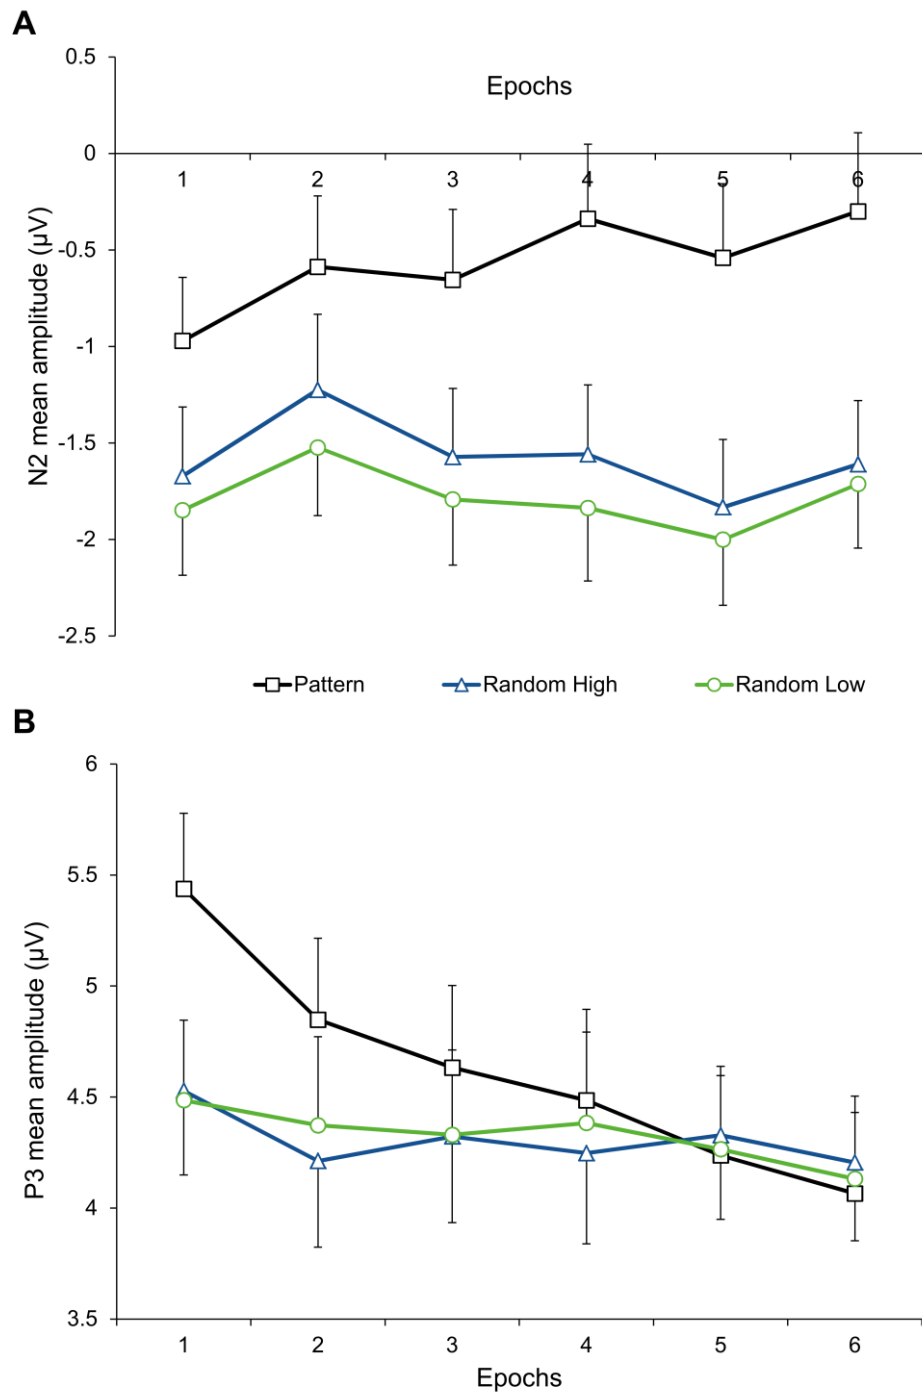 A
0.5
Epochs
0
1 2 3 4 5 6
-0.5
-1
-1.5
-2
-2.5
N2 mean amplitude (µV)
Pattern Random High Random Low
B
6
5.5
5
4.5
4
3.5
P3 mean amplitude (µV)
1 2 3 4 5 6
Epochs